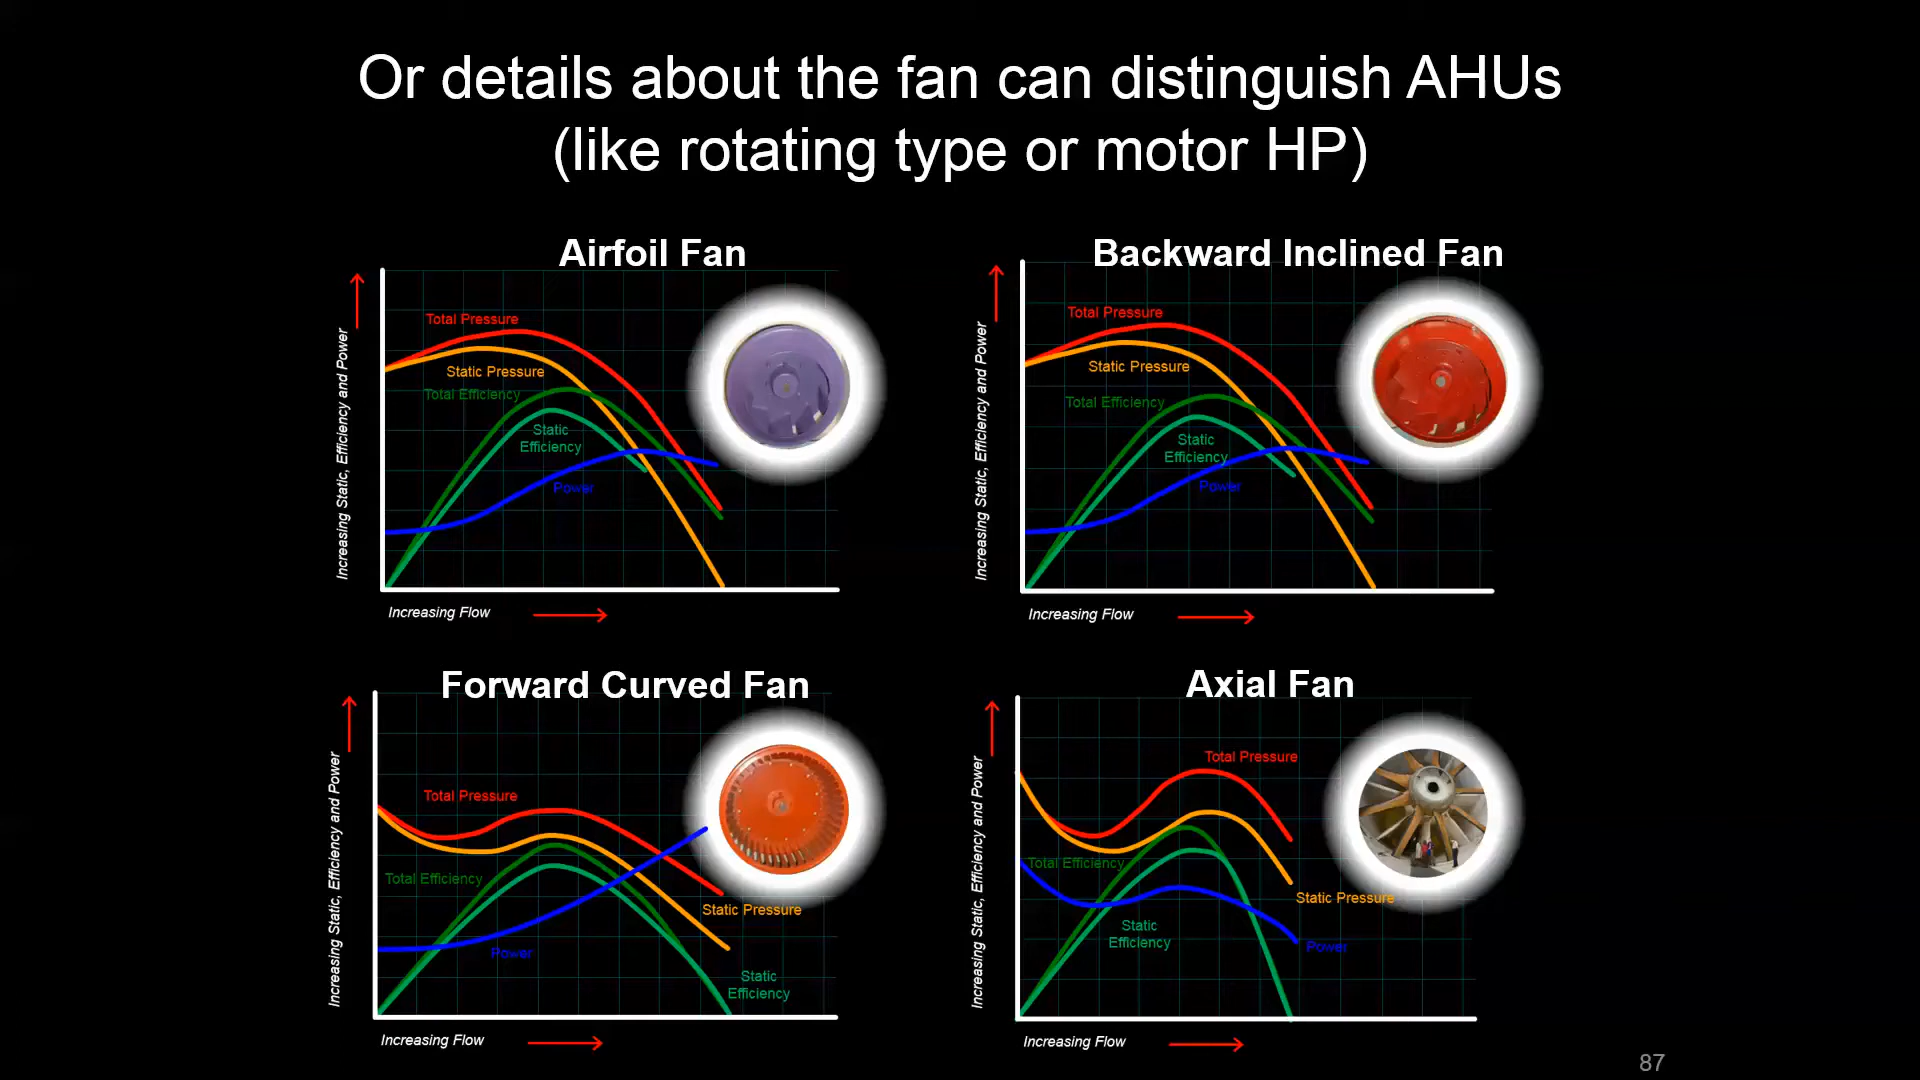 Or details about the fan can distinguish AHUs
(like rotating type or motor HP)
Airfoil Fan
Increasing Static, Efficiency and Power
Total Pressure
Static Pressure
Total Efficiency
Static
Efficiency
Power
Increasing Flow
Backward Inclined Fan
Increasing Static, Efficiency and Power
Total Pressure
Static Pressure
Total Efficiency
Static
Efficiency
Power
Increasing Flow
Forward Curved Fan
Increasing Static, Efficiency and Power
Total Pressure
Total Efficiency
Static Pressure
Power
Static
Efficiency
Increasing Flow
Axial Fan
Increasing Static, Efficiency and Power
Total Pressure
Total Efficiency
Static Pressure
Static
Efficiency
Power
Increasing Flow
87